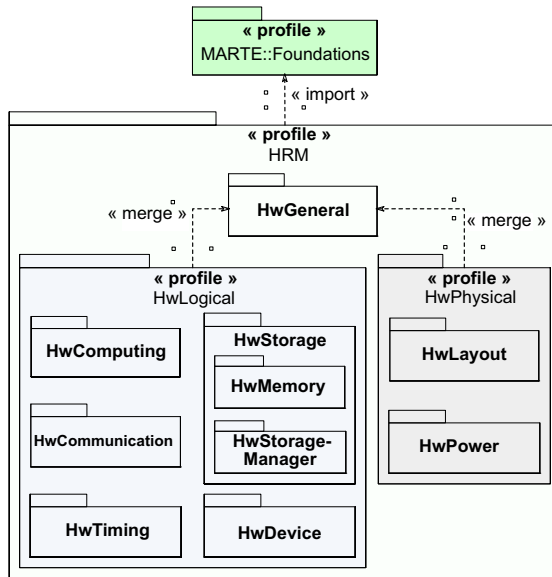 « profile »
MARTE::Foundations
« import »
« profile »
HRM
HwGeneral
« merge »
« merge »
« profile »
HwLogical
HwComputing
HwStorage
HwMemory
HwCommunication
HwStorage-
Manager
HwTiming
HwDevice
« profile »
HwPhysical
HwLayout
HwPower